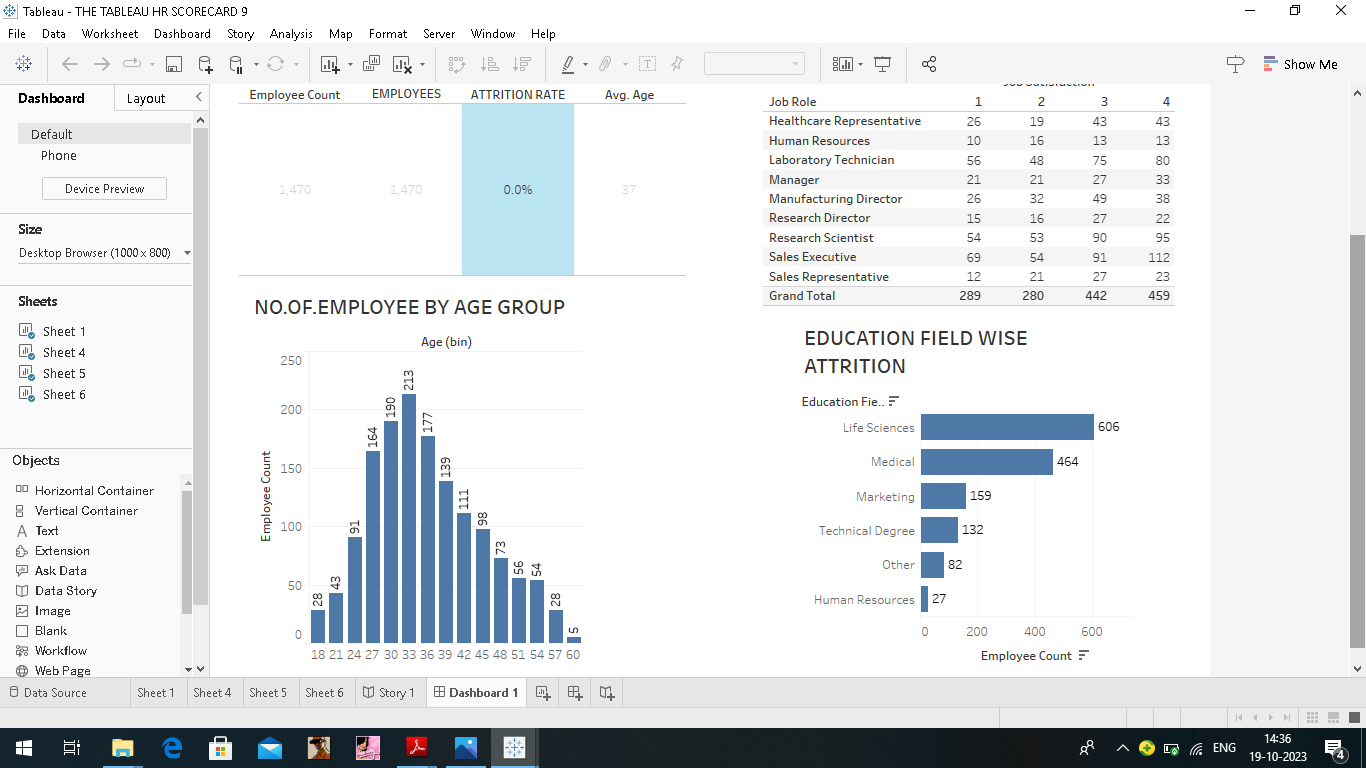 Tableau - THE TABLEAU HR SCORECARD 9
File Data Worksheet Dashboard Story Analysis Map Format Server Window Help
Show Me
Dashboard Layout
Default
Phone
Device Preview
Size
Desktop Browser (1000 x 800)
Sheets
Sheet 1
Sheet 4
Sheet 5
Sheet 6
Objects
Horizontal Container
Vertical Container
Text
Extension
Ask Data
Data Story
Image
Blank
Workflow
Web Page
Employee Count EMPLOYEES ATTRITION RATE Avg. Age
1,470 1,470 0.0% 37
NO.OF.EMPLOYEE BY AGE GROUP
Age (bin)
Employee Count
250
200
150
100
50
0
28 43 91 164 190 213 177 139 111 98 73 56 54 28 5
18 21 24 27 30 33 36 39 42 45 48 51 54 57 60
Job Satisfaction
Job Role 1 2 3 4
Healthcare Representative 26 19 43 43
Human Resources 10 16 13 13
Laboratory Technician 56 48 75 80
Manager 21 21 27 33
Manufacturing Director 26 32 49 38
Research Director 15 16 27 22
Research Scientist 54 53 90 95
Sales Executive 69 54 91 112
Sales Representative 12 21 27 23
Grand Total 289 280 442 459
EDUCATION FIELD WISE
ATTRITION
Education Fie..
Life Sciences 606
Medical 464
Marketing 159
Technical Degree 132
Other 82
Human Resources 27
0 200 400 600
Employee Count
Data Source Sheet 1 Sheet 4 Sheet 5 Sheet 6 Story 1 Dashboard 1
ENG
14:36
19-10-2023
4